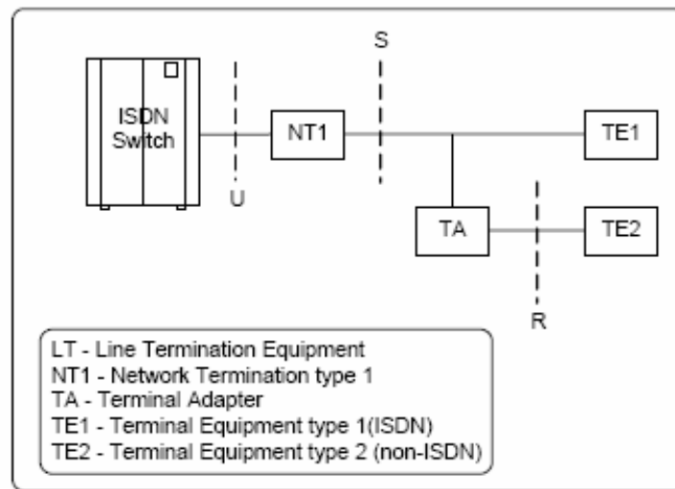 S
ISDN
Switch
NT1
TE1
U
TA
TE2
R
LT - Line Termination Equipment
NT1 - Network Termination type 1
TA - Terminal Adapter
TE1 - Terminal Equipment type 1(ISDN)
TE2 - Terminal Equipment type 2 (non-ISDN)